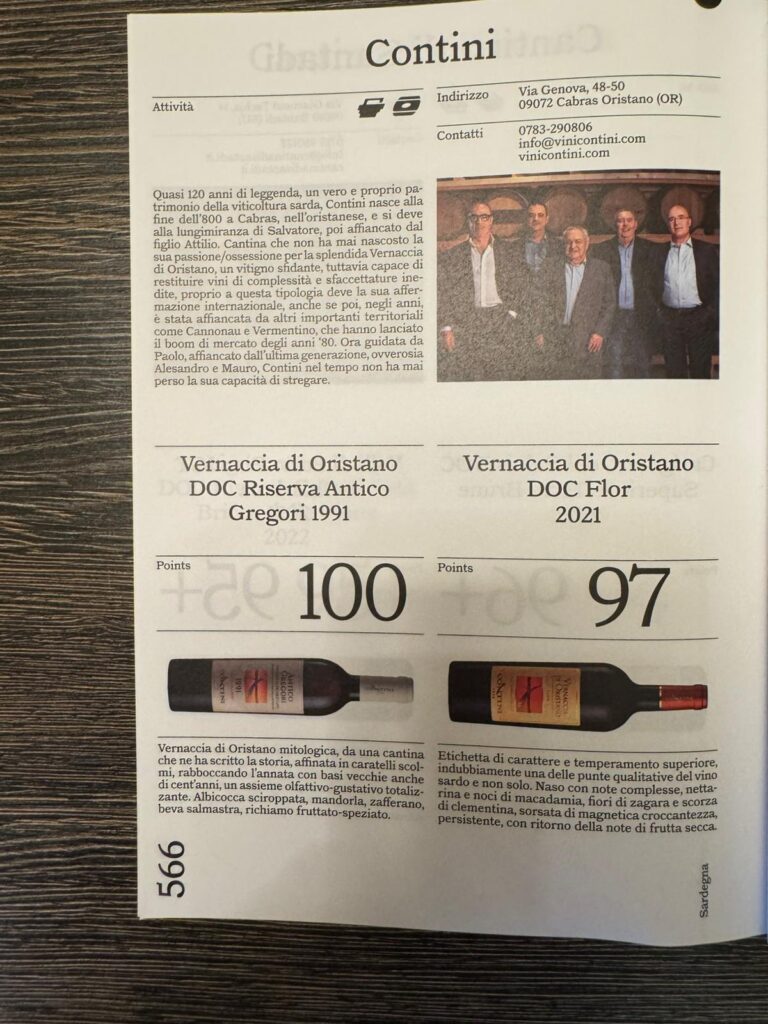 Contini
Attività
Indirizzo
Via Genova, 48-50
09072 Cabras Oristano (OR)
Contatti
0783-290806
info@vinicontini.com
vinicontini.com
Quasi 120 anni di leggenda, un vero e proprio pa-
trimonio della viticoltura sarda, Contini nasce alla
fine dell'800 a Cabras, nell'oristanese, e si deve
alla lungimiranza di Salvatore, poi affiancato dal
figlio Attilio. Cantina che non ha mai nascosto la
sua passione/ossessione per la splendida Vernaccia
di Oristano, un vitigno sfidante, tuttavia capace di
restituire vini di complessità e sfaccettature ine-
dite, proprio a questa tipologia deve la sua affer-
mazione internazionale, anche se poi, negli anni,
è stata affiancata da altri importanti territoriali
come Cannonau e Vermentino, che hanno lanciato
il boom di mercato degli anni '80. Ora guidata da
Paolo, affiancato dall'ultima generazione, ovverosia
Alesandro e Mauro, Contini nel tempo non ha mai
perso la sua capacità di stregare.
Vernaccia di Oristano
DOC Riserva Antico
Gregori 1991
Points
100
ANTICO
GREGORI
1991
CONTINI
Vernaccia di Oristano mitologica, da una cantina
che ne ha scritto la storia, affinata in caratelli scol-
mi, rabboccando l'annata con basi vecchie anche
di cent'anni, un assieme olfattivo-gustativo totaliz-
zante. Albicocca sciroppata, mandorla, zafferano,
beva salmastra, richiamo fruttato-speziato.
Vernaccia di Oristano
DOC Flor
2021
Points
97
VERNACCIA
DI ORISTANO
CONTINI
Etichetta di carattere e temperamento superiore,
indubbiamente una delle punte qualitative del vino
sardo e non solo. Naso con note complesse, netta-
rina e noci di macadamia, fiori di zagara e scorza
di clementina, sorsata di magnetica croccantezza,
persistente, con ritorno della note di frutta secca.
566
Sardegna